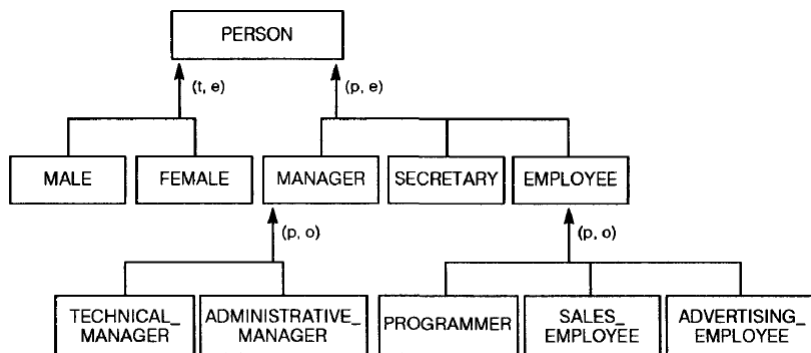 PERSON
(t, e)
(p, e)
MALE
FEMALE
MANAGER
SECRETARY
EMPLOYEE
(p, o)
(p, o)
TECHNICAL_
MANAGER
ADMINISTRATIVE_
MANAGER
PROGRAMMER
SALES_
EMPLOYEE
ADVERTISING_
EMPLOYEE